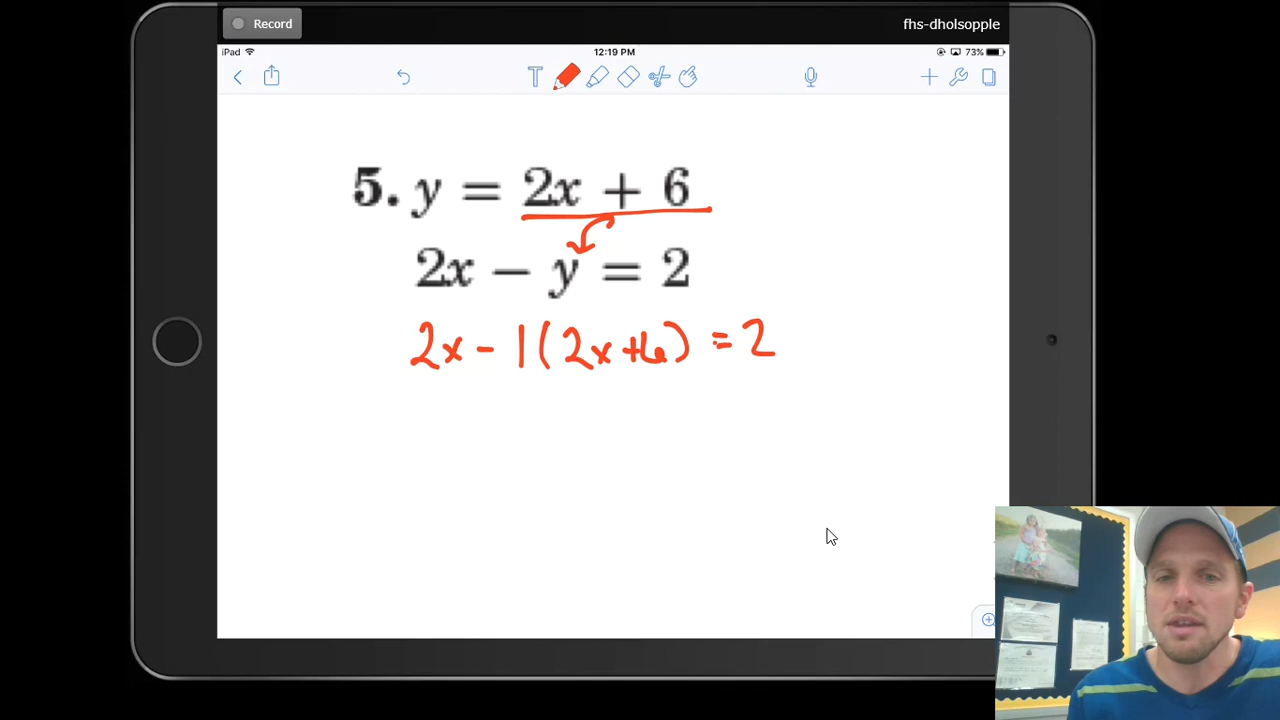 Record
fhs-dholsopple
iPad
12:19 PM
73%
T
5. y = 2x + 6
2x − y = 2
2x - 1(2x+6) = 2